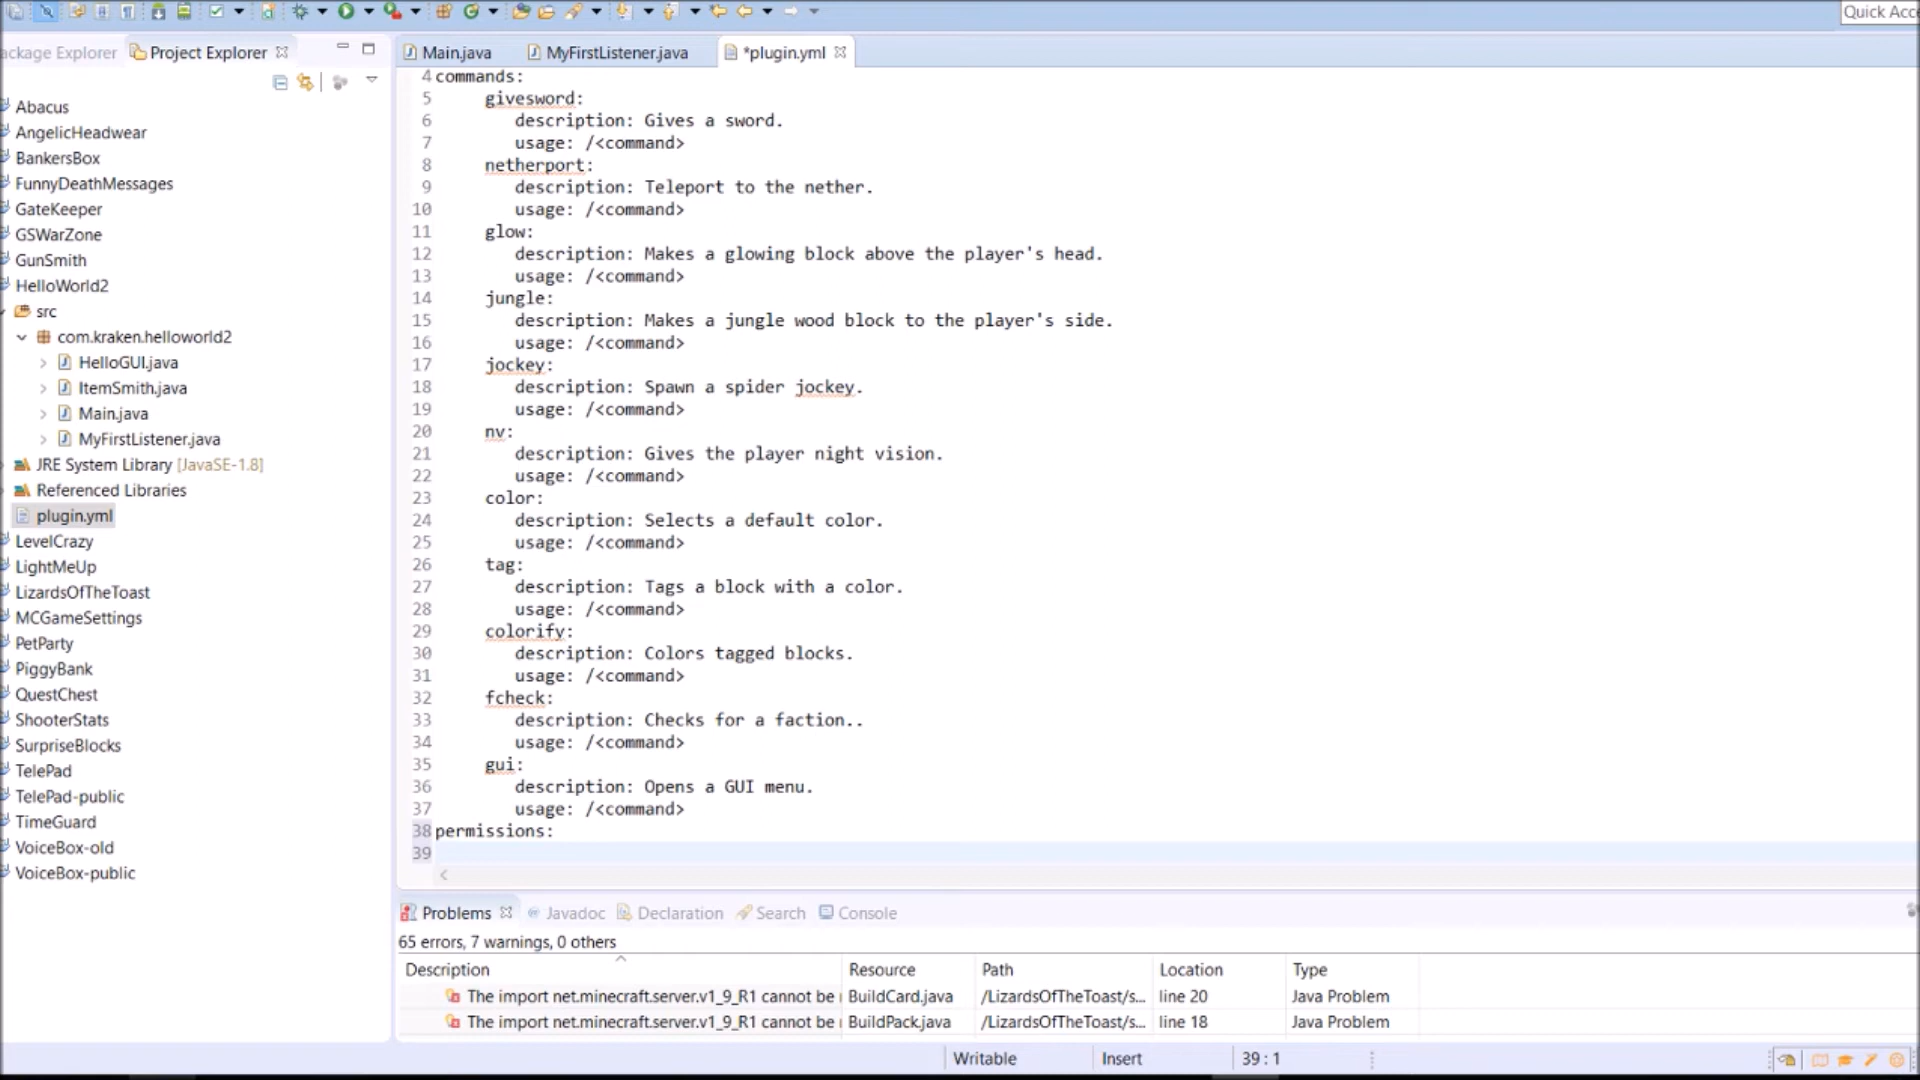 Quick Acc
ackage Explorer
Project Explorer
Main.java
MyFirstListener.java
*plugin.yml
Abacus
AngelicHeadwear
BankersBox
FunnyDeathMessages
GateKeeper
GSWarZone
GunSmith
HelloWorld2
src
com.kraken.helloworld2
HelloGUI.java
ItemSmith.java
Main.java
MyFirstListener.java
JRE System Library [JavaSE-1.8]
Referenced Libraries
plugin.yml
LevelCrazy
LightMeUp
LizardsOfTheToast
MCGameSettings
PetParty
PiggyBank
QuestChest
ShooterStats
SurpriseBlocks
TelePad
TelePad-public
TimeGuard
VoiceBox-old
VoiceBox-public
4 commands:
5 givesword:
6 description: Gives a sword.
7 usage: /<command>
8 netherport:
9 description: Teleport to the nether.
10 usage: /<command>
11 glow:
12 description: Makes a glowing block above the player's head.
13 usage: /<command>
14 jungle:
15 description: Makes a jungle wood block to the player's side.
16 usage: /<command>
17 jockey:
18 description: Spawn a spider jockey.
19 usage: /<command>
20 nv:
21 description: Gives the player night vision.
22 usage: /<command>
23 color:
24 description: Selects a default color.
25 usage: /<command>
26 tag:
27 description: Tags a block with a color.
28 usage: /<command>
29 colorify:
30 description: Colors tagged blocks.
31 usage: /<command>
32 fcheck:
33 description: Checks for a faction..
34 usage: /<command>
35 gui:
36 description: Opens a GUI menu.
37 usage: /<command>
38 permissions:
39
Problems
Javadoc
Declaration
Search
Console
65 errors, 7 warnings, 0 others
Description Resource Path Location Type
The import net.minecraft.server.v1_9_R1 cannot be BuildCard.java /LizardsOfTheToast/s... line 20 Java Problem
The import net.minecraft.server.v1_9_R1 cannot be BuildPack.java /LizardsOfTheToast/s... line 18 Java Problem
Writable Insert 39 : 1